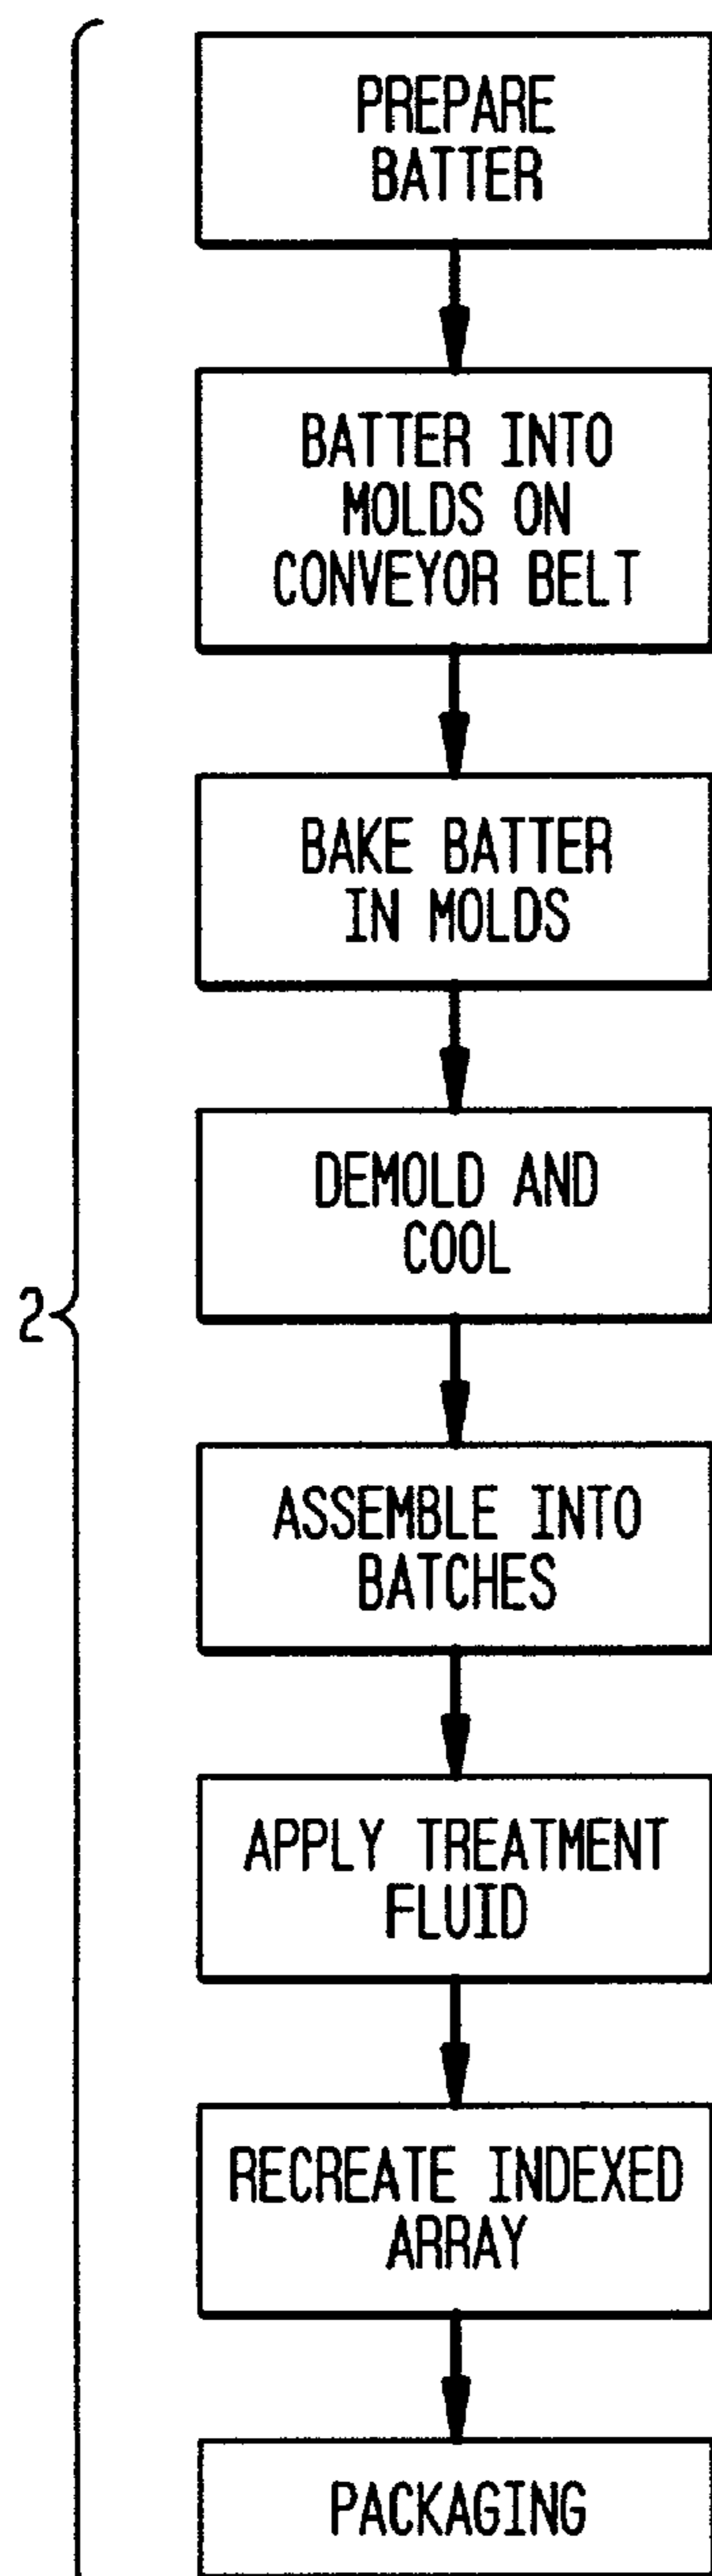 PREPARE
BATTER
BATTER INTO
MOLDS ON
CONVEYOR BELT
BAKE BATTER
IN MOLDS
DEMOLD AND
COOL
2
ASSEMBLE INTO
BATCHES
APPLY TREATMENT
FLUID
RECREATE INDEXED
ARRAY
PACKAGING